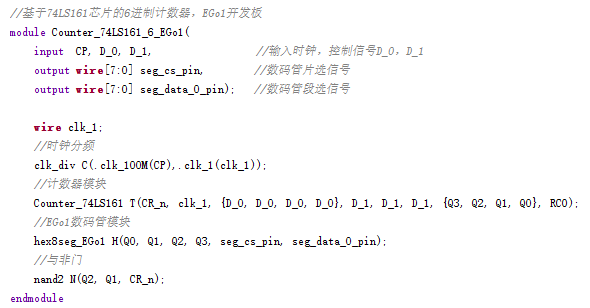 //基于74LS161芯片的6进制计数器，EGo1开发板
module Counter_74LS161_6_EGo1(
input CP, D_0, D_1, //输入时钟，控制信号D_0，D_1
output wire[7:0] seg_cs_pin, //数码管片选信号
output wire[7:0] seg_data_0_pin); //数码管段选信号
wire clk_1;
//时钟分频
clk_div C(.clk_100M(CP),.clk_1(clk_1));
//计数器模块
Counter_74LS161 T(CR_n, clk_1, {D_0, D_0, D_0, D_0}, D_1, D_1, D_1, {Q3, Q2, Q1, Q0}, RCO);
//EGo1数码管模块
hex8seg_EGo1 H(Q0, Q1, Q2, Q3, seg_cs_pin, seg_data_0_pin);
//与非门
nand2 N(Q2, Q1, CR_n);
endmodule